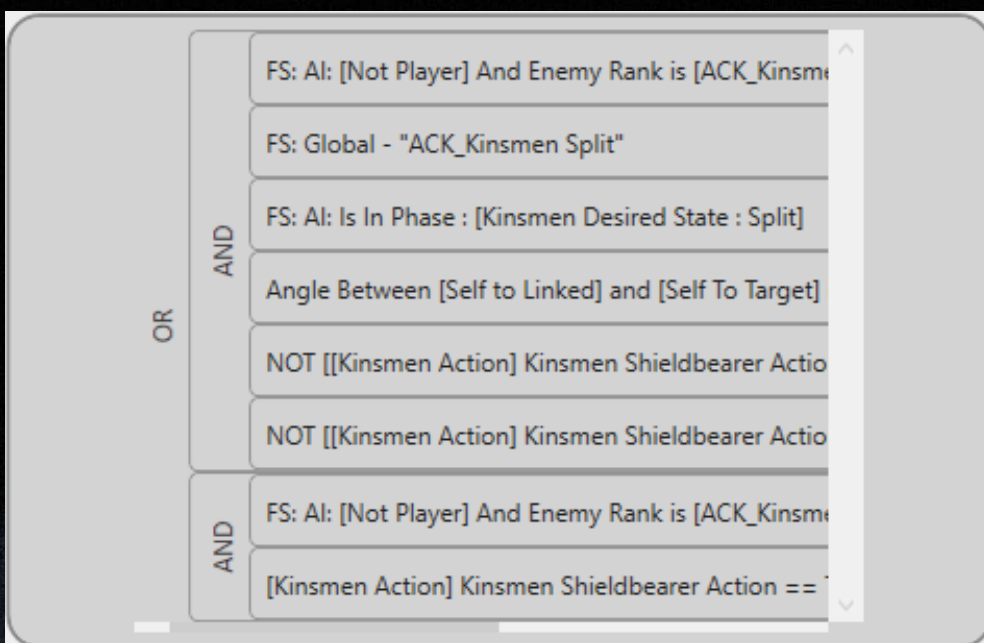 OR
AND
FS: AI: [Not Player] And Enemy Rank is [ACK_Kinsme
FS: Global - "ACK_Kinsmen Split"
FS: AI: Is In Phase : [Kinsmen Desired State : Split]
Angle Between [Self to Linked] and [Self To Target]
NOT [[Kinsmen Action] Kinsmen Shieldbearer Actio
NOT [[Kinsmen Action] Kinsmen Shieldbearer Actio
AND
FS: AI: [Not Player] And Enemy Rank is [ACK_Kinsme
[Kinsmen Action] Kinsmen Shieldbearer Action ==